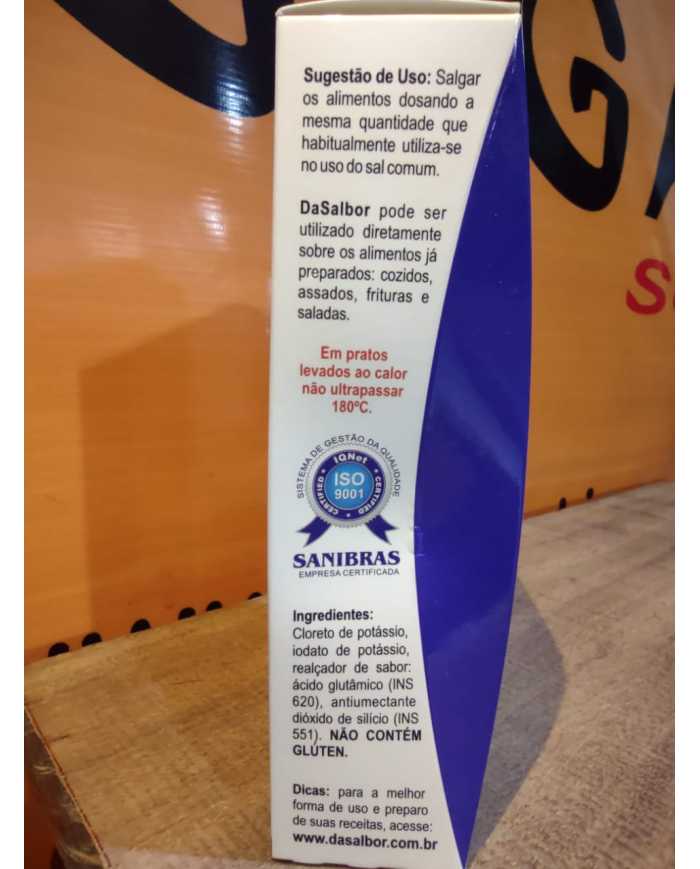 Sugestão de Uso: Salgar
os alimentos dosando a
mesma quantidade que
habitualmente utiliza-se
no uso do sal comum.
DaSalbor pode ser
utilizado diretamente
sobre os alimentos já
preparados: cozidos,
assados, frituras e
saladas.
Em pratos
levados ao calor
não ultrapassar
180ºC.
SISTEMA DE GESTÃO DA QUALIDADE
IQNet
CERTIFIED
ISO
9001
CERTIFIED
SANIBRAS
EMPRESA CERTIFICADA
Ingredientes:
Cloreto de potássio,
iodato de potássio,
realçador de sabor:
ácido glutâmico (INS
620), antiumectante
dióxido de silício (INS
551). NÃO CONTÉM
GLÚTEN.
Dicas: para a melhor
forma de uso e preparo
de suas receitas, acesse:
www.dasalbor.com.br